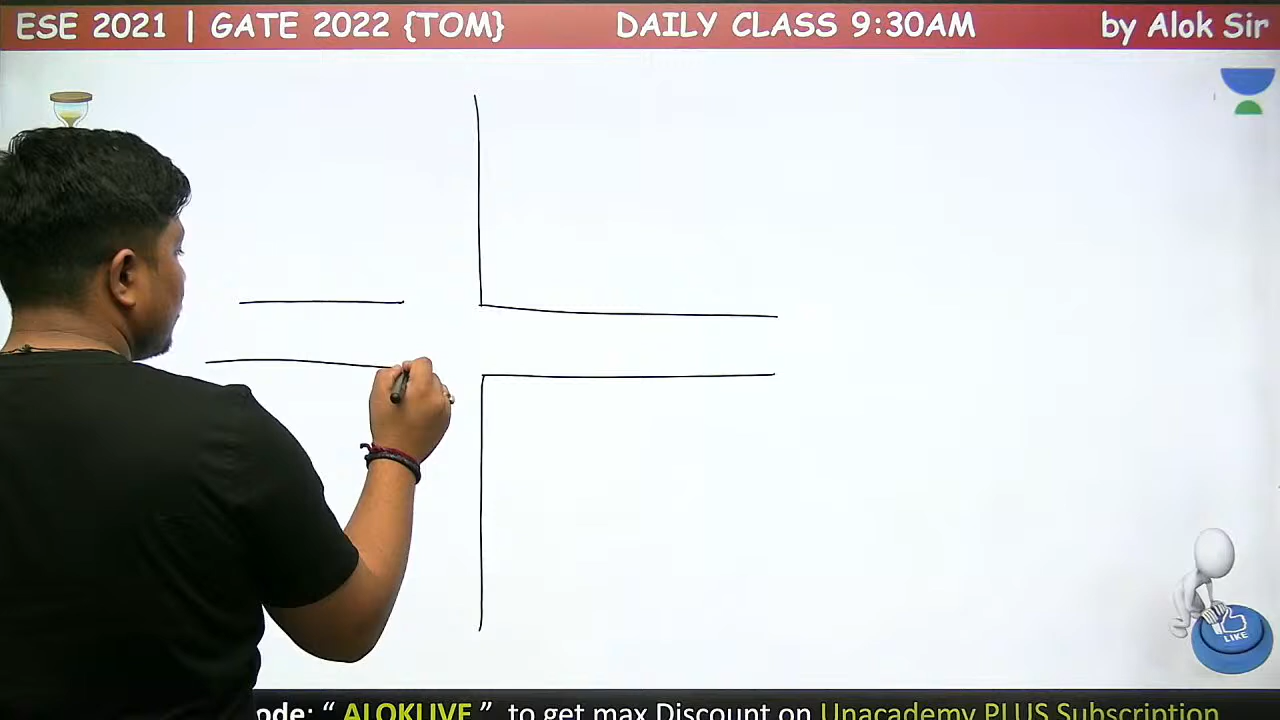 ESE 2021 | GATE 2022 {TOM} DAILY CLASS 9:30AM by Alok Sir
LIKE
ode: “ ALOKLIVE ” to get max Discount on Unacademy PLUS Subscription